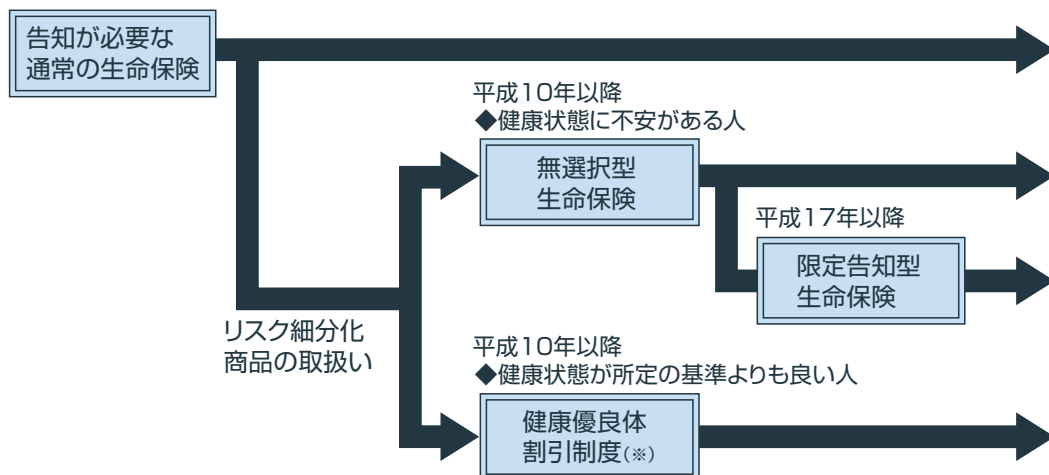 告知が必要な
通常の生命保険
平成10年以降
◆健康状態に不安がある人
無選択型
生命保険
平成17年以降
限定告知型
生命保険
リスク細分化
商品の取扱い
平成10年以降
◆健康状態が所定の基準よりも良い人
健康優良体
割引制度(※)